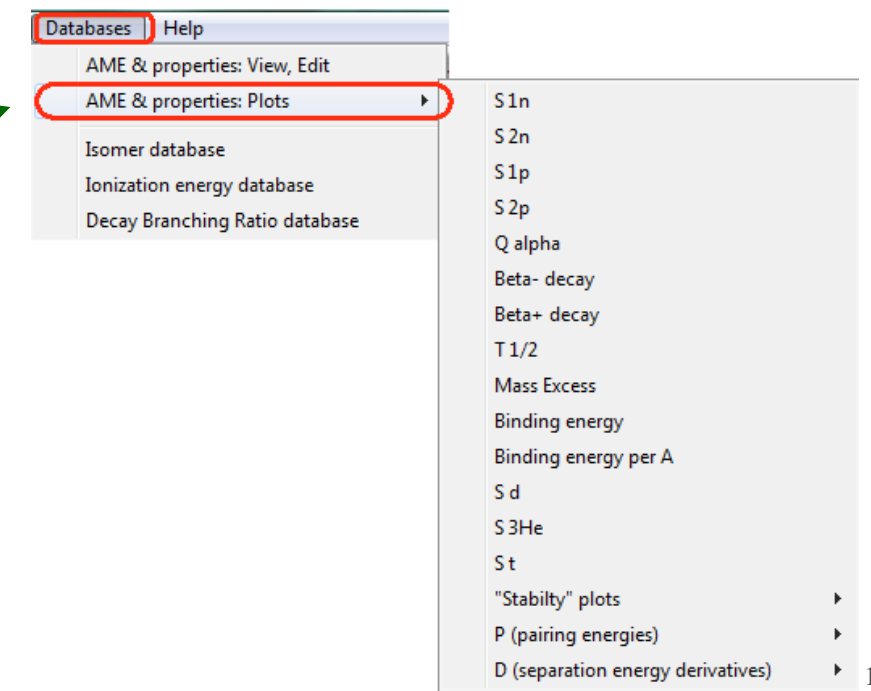 Databases Help
AME & properties: View, Edit
AME & properties: Plots
Isomer database
Ionization energy database
Decay Branching Ratio database
S 1n
S 2n
S 1p
S 2p
Q alpha
Beta- decay
Beta+ decay
T 1/2
Mass Excess
Binding energy
Binding energy per A
S d
S 3He
S t
"Stabilty" plots
P (pairing energies)
D (separation energy derivatives)
1